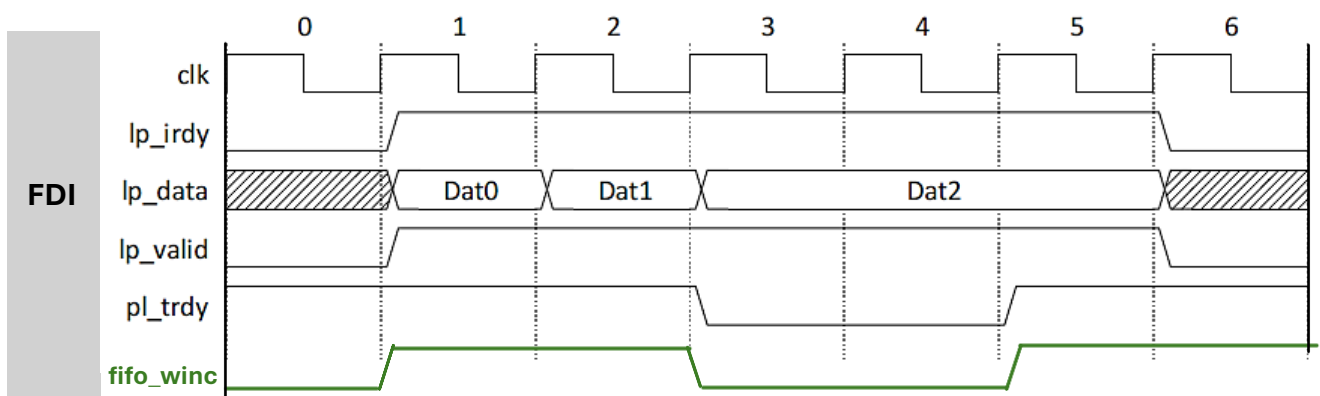 0 1 2 3 4 5 6
clk
lp_irdy
FDI
lp_data Dat0 Dat1 Dat2
lp_valid
pl_trdy
fifo_winc